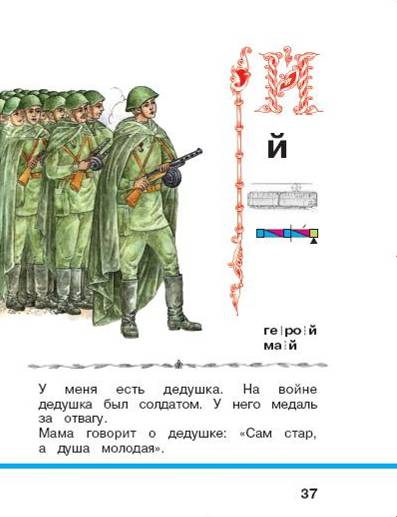 Й
й
ге|ро|й
ма|й
У меня есть дедушка. На войне
дедушка был солдатом. У него медаль
за отвагу.
Мама говорит о дедушке: «Сам стар,
а душа молодая».
37